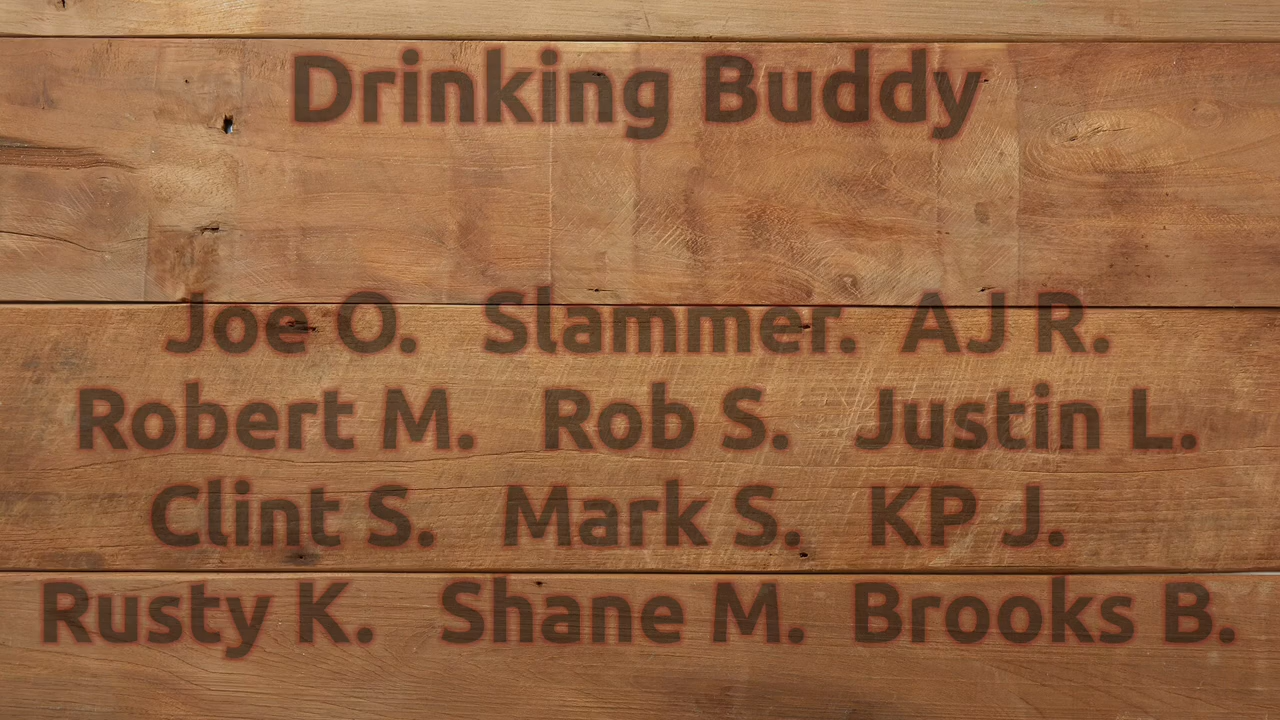 Drinking Buddy
Joe O. Slammer. AJ R.
Robert M. Rob S. Justin L.
Clint S. Mark S. KP J.
Rusty K. Shane M. Brooks B.